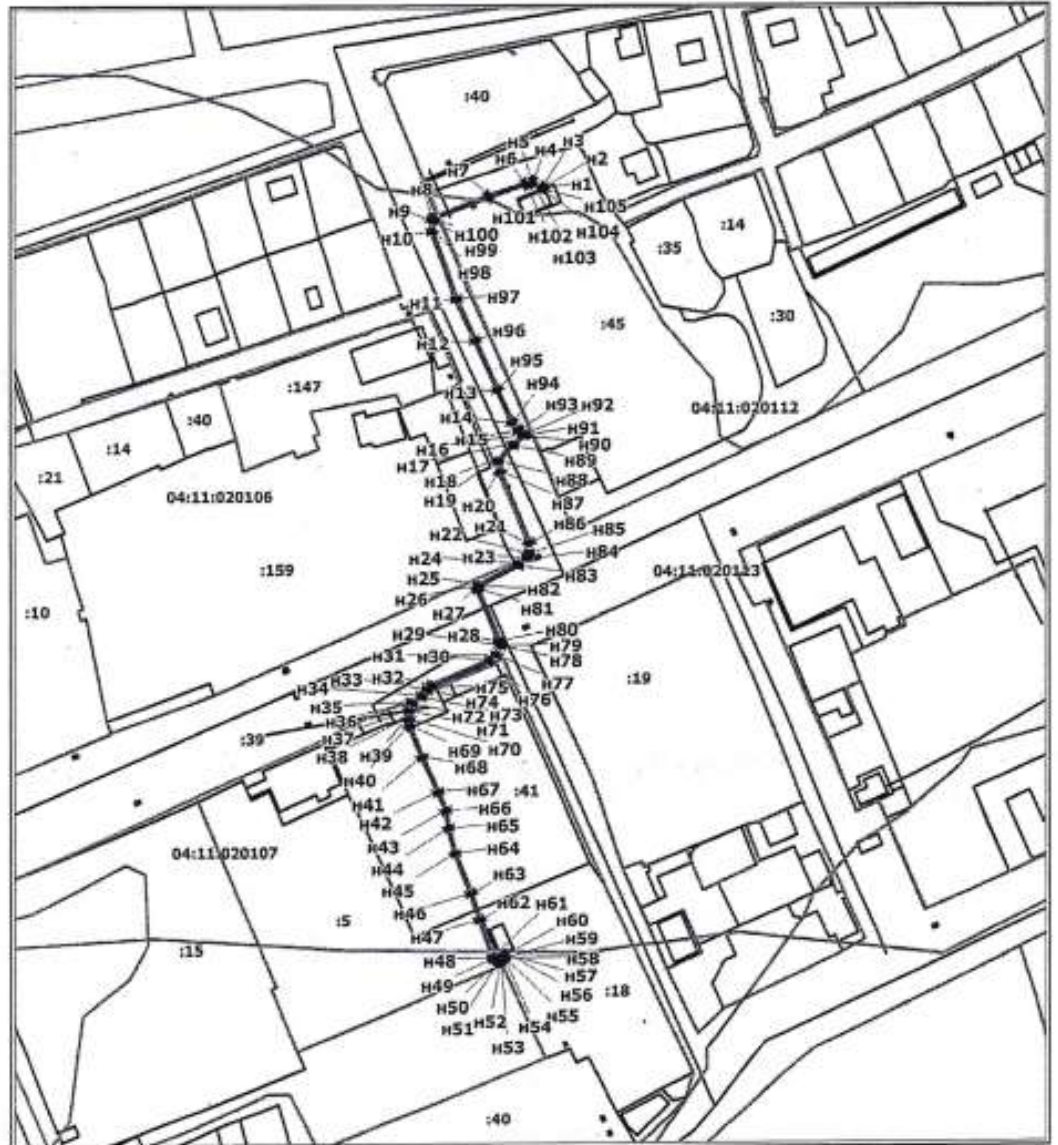 :40
н5
н3
н4
н2
н6
н7
н1
н8
н105
н9
н101
н104
н100
н102
н10
н99
н103
:14
:35
н98
н11
н97
:30
:45
н96
н12
н95
:147
н13
н94
н93
н92
04:11:020112
:40
н14
н91
н15
:14
н16
н90
н89
н17
:21
н18
н88
н19
н87
04:11:020106
н20
н86
н21
н85
н22
н84
н24
н23
:159
н25
н83
04:11:020113
н26
н82
:10
н27
н81
н29
н28
н80
н79
н31
н30
н78
н32
н77
:19
н33
н75
н76
н34
н74
н35
н73
н36
н72
н37
н71
:39
н38
н39
н70
н69
н40
н68
н41
н67
:41
н42
н66
н43
н65
04:11:020107
н44
н64
н45
н63
н46
н62
н61
:5
н47
н60
:15
н59
н48
н58
н57
н49
н56
:18
н50
н55
н51
н52
н54
н53
:40